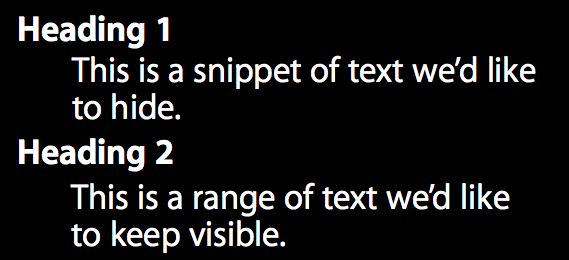 Heading 1
This is a snippet of text we’d like
to hide.
Heading 2
This is a range of text we’d like
to keep visible.